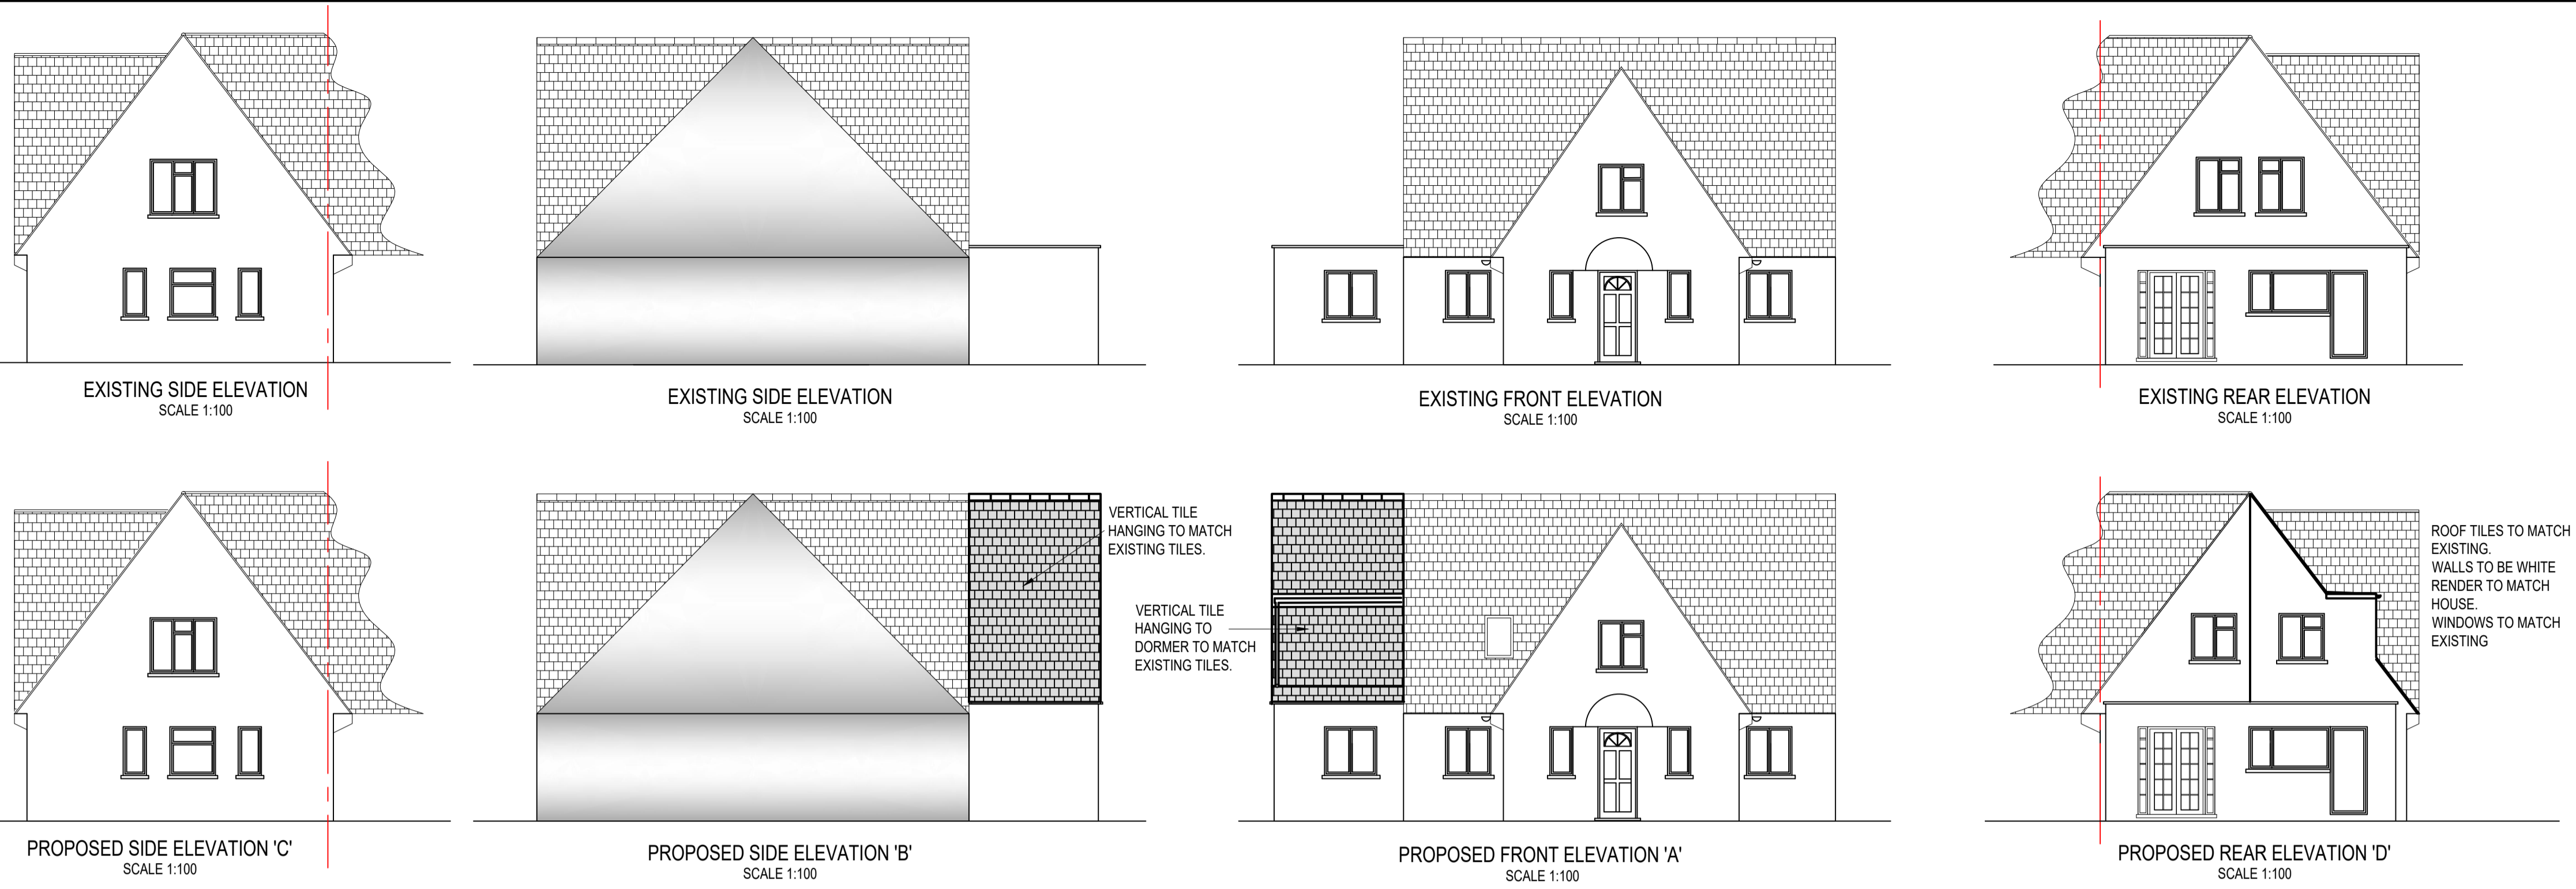 EXISTING SIDE ELEVATION
SCALE 1:100
EXISTING SIDE ELEVATION
SCALE 1:100
EXISTING FRONT ELEVATION
SCALE 1:100
EXISTING REAR ELEVATION
SCALE 1:100
VERTICAL TILE
HANGING TO MATCH
EXISTING TILES.
VERTICAL TILE
HANGING TO
DORMER TO MATCH
EXISTING TILES.
ROOF TILES TO MATCH
EXISTING.
WALLS TO BE WHITE
RENDER TO MATCH
HOUSE.
WINDOWS TO MATCH
EXISTING
PROPOSED SIDE ELEVATION 'C'
SCALE 1:100
PROPOSED SIDE ELEVATION 'B'
SCALE 1:100
PROPOSED FRONT ELEVATION 'A'
SCALE 1:100
PROPOSED REAR ELEVATION 'D'
SCALE 1:100